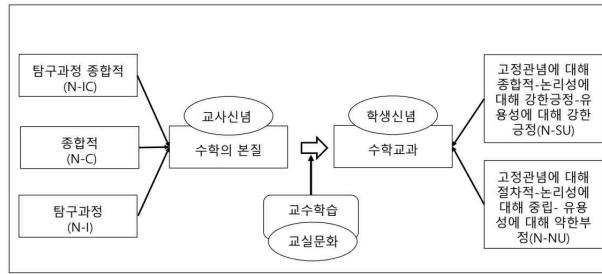 탐구과정 종합적
(N-IC)
종합적
(N-C)
탐구과정
(N-I)
교사신념
수학의 본질
학생신념
수학교과
교수학습
교실문화
고정관념에 대해
종합적-논리성에
대해 강한긍정-유
용성에 대해 강한
긍정(N-SU)
고정관념에 대해
절차적-논리성에
대해 중립- 유용
성에 대해 약한부
정(N-NU)